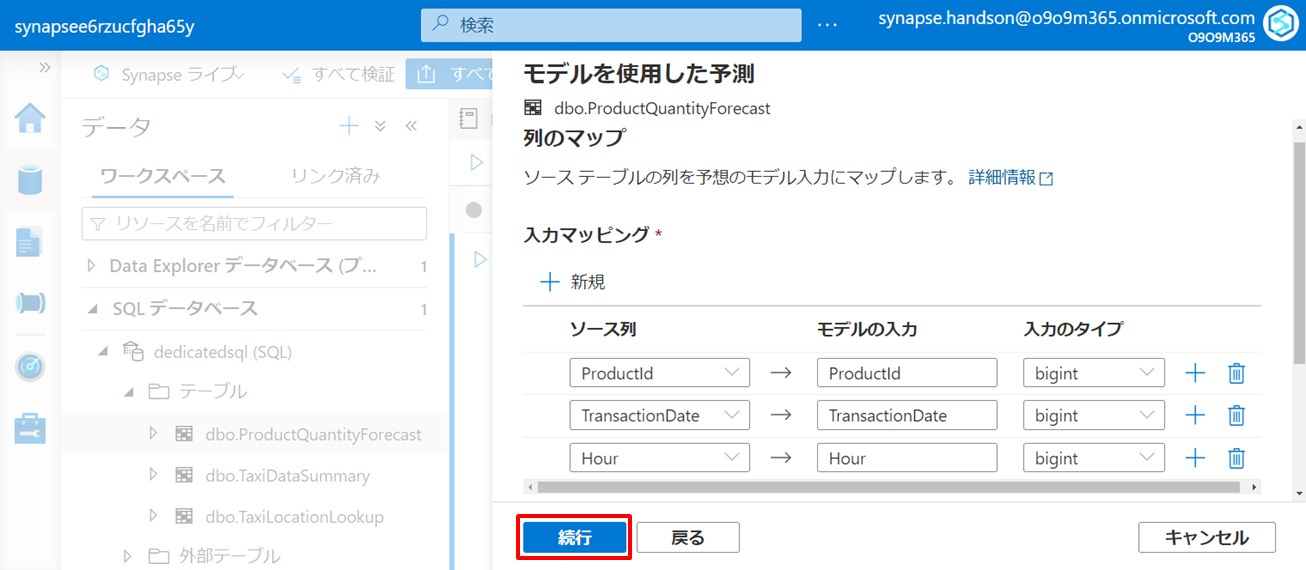 synapsee6rzucfgha65y
検索
synapse.handson@o9o9m365.onmicrosoft.com
O9O9M365
Synapse ライブ
すべて検証
すべて
データ
ワークスペース
リンク済み
リソースを名前でフィルター
Data Explorer データベース (プ... 1
SQL データベース 1
dedicatedsql (SQL)
テーブル
dbo.ProductQuantityForecast
dbo.TaxiDataSummary
dbo.TaxiLocationLookup
外部テーブル
モデルを使用した予測
dbo.ProductQuantityForecast
列のマップ
ソース テーブルの列を予想のモデル入力にマップします。 詳細情報
入力マッピング *
新規
ソース列 モデルの入力 入力のタイプ
ProductId → ProductId bigint
TransactionDate → TransactionDate bigint
Hour → Hour bigint
続行 戻る キャンセル